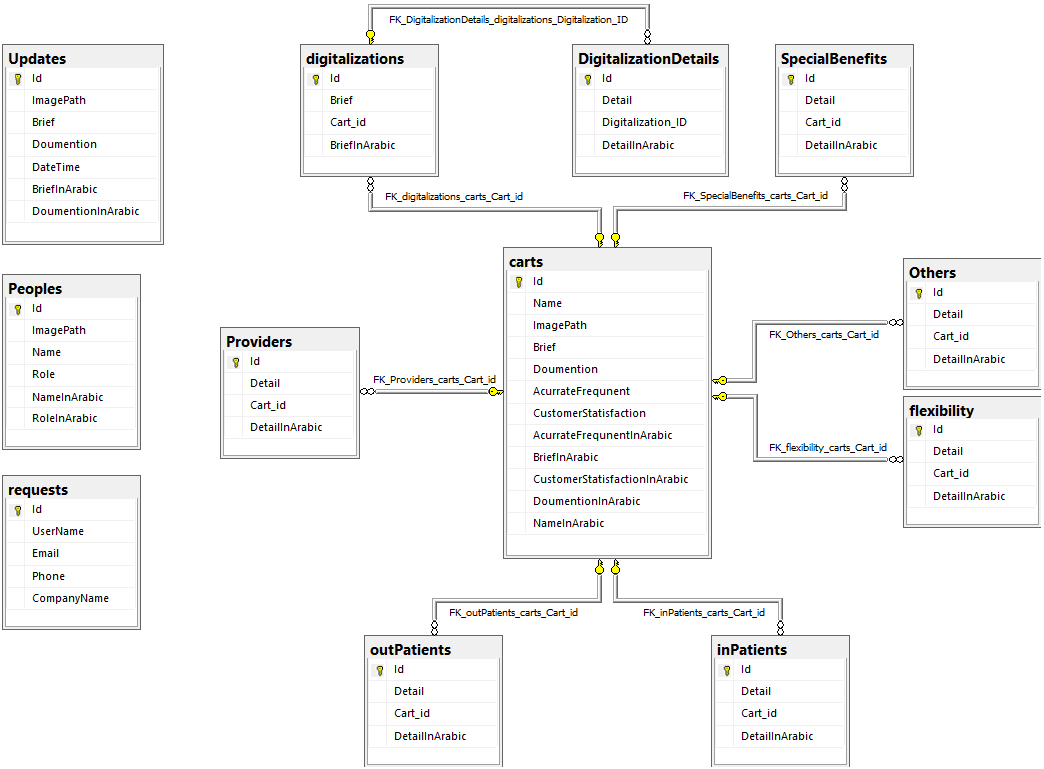 FK_DigitalizationDetails_digitalizations_Digitalization_ID
Updates
Id
ImagePath
Brief
Doumention
DateTime
BriefInArabic
DoumentionInArabic
digitalizations
Id
Brief
Cart_id
BriefInArabic
DigitalizationDetails
Id
Detail
Digitalization_ID
DetailInArabic
SpecialBenefits
Id
Detail
Cart_id
DetailInArabic
FK_digitalizations_carts_Cart_id
FK_SpecialBenefits_carts_Cart_id
Peoples
Id
ImagePath
Name
Role
NameInArabic
RoleInArabic
Providers
Id
Detail
Cart_id
DetailInArabic
FK_Providers_carts_Cart_id
carts
Id
Name
ImagePath
Brief
Doumention
AcurrateFrequnent
CustomerStatisfaction
AcurrateFrequnentInArabic
BriefInArabic
CustomerStatisfactionInArabic
DoumentionInArabic
NameInArabic
Others
Id
Detail
Cart_id
DetailInArabic
FK_Others_carts_Cart_id
flexibility
Id
Detail
Cart_id
DetailInArabic
FK_flexibility_carts_Cart_id
requests
Id
UserName
Email
Phone
CompanyName
FK_outPatients_carts_Cart_id
FK_inPatients_carts_Cart_id
outPatients
Id
Detail
Cart_id
DetailInArabic
inPatients
Id
Detail
Cart_id
DetailInArabic